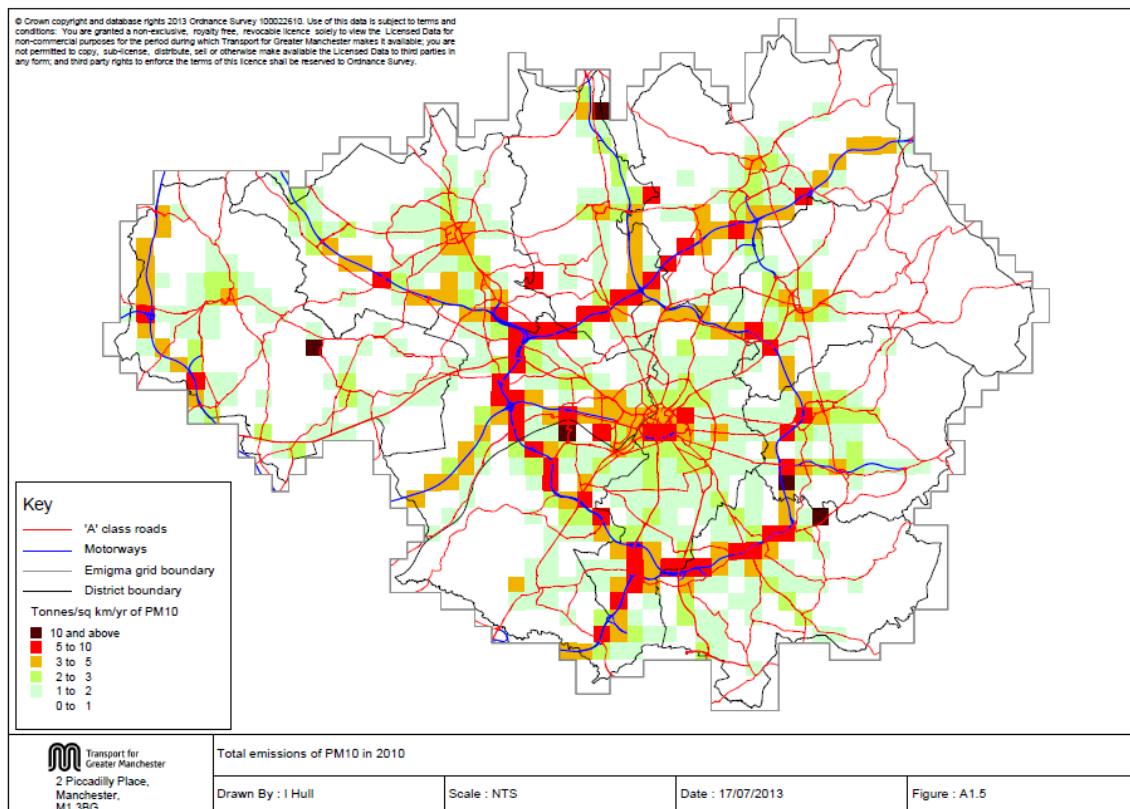 © Crown copyright and database rights 2013 Ordnance Survey 100022610. Use of this data is subject to terms and
conditions: You are granted a non-exclusive, royalty free, revocable licence solely to view the Licensed Data for
non-commercial purposes for the period during which Transport for Greater Manchester makes it available; you are
not permitted to copy, sub-license, distribute, sell or otherwise make available the Licensed Data to third parties in
any form; and third party rights to enforce the terms of this licence shall be reserved to Ordnance Survey.
Key
'A' class roads
Motorways
Emigma grid boundary
District boundary
Tonnes/sq km/yr of PM10
10 and above
5 to 10
3 to 5
2 to 3
1 to 2
0 to 1
Transport for
Greater Manchester
2 Piccadilly Place,
Manchester,
M1 3BG
Total emissions of PM10 in 2010
Drawn By : I Hull
Scale : NTS
Date : 17/07/2013
Figure : A1.5